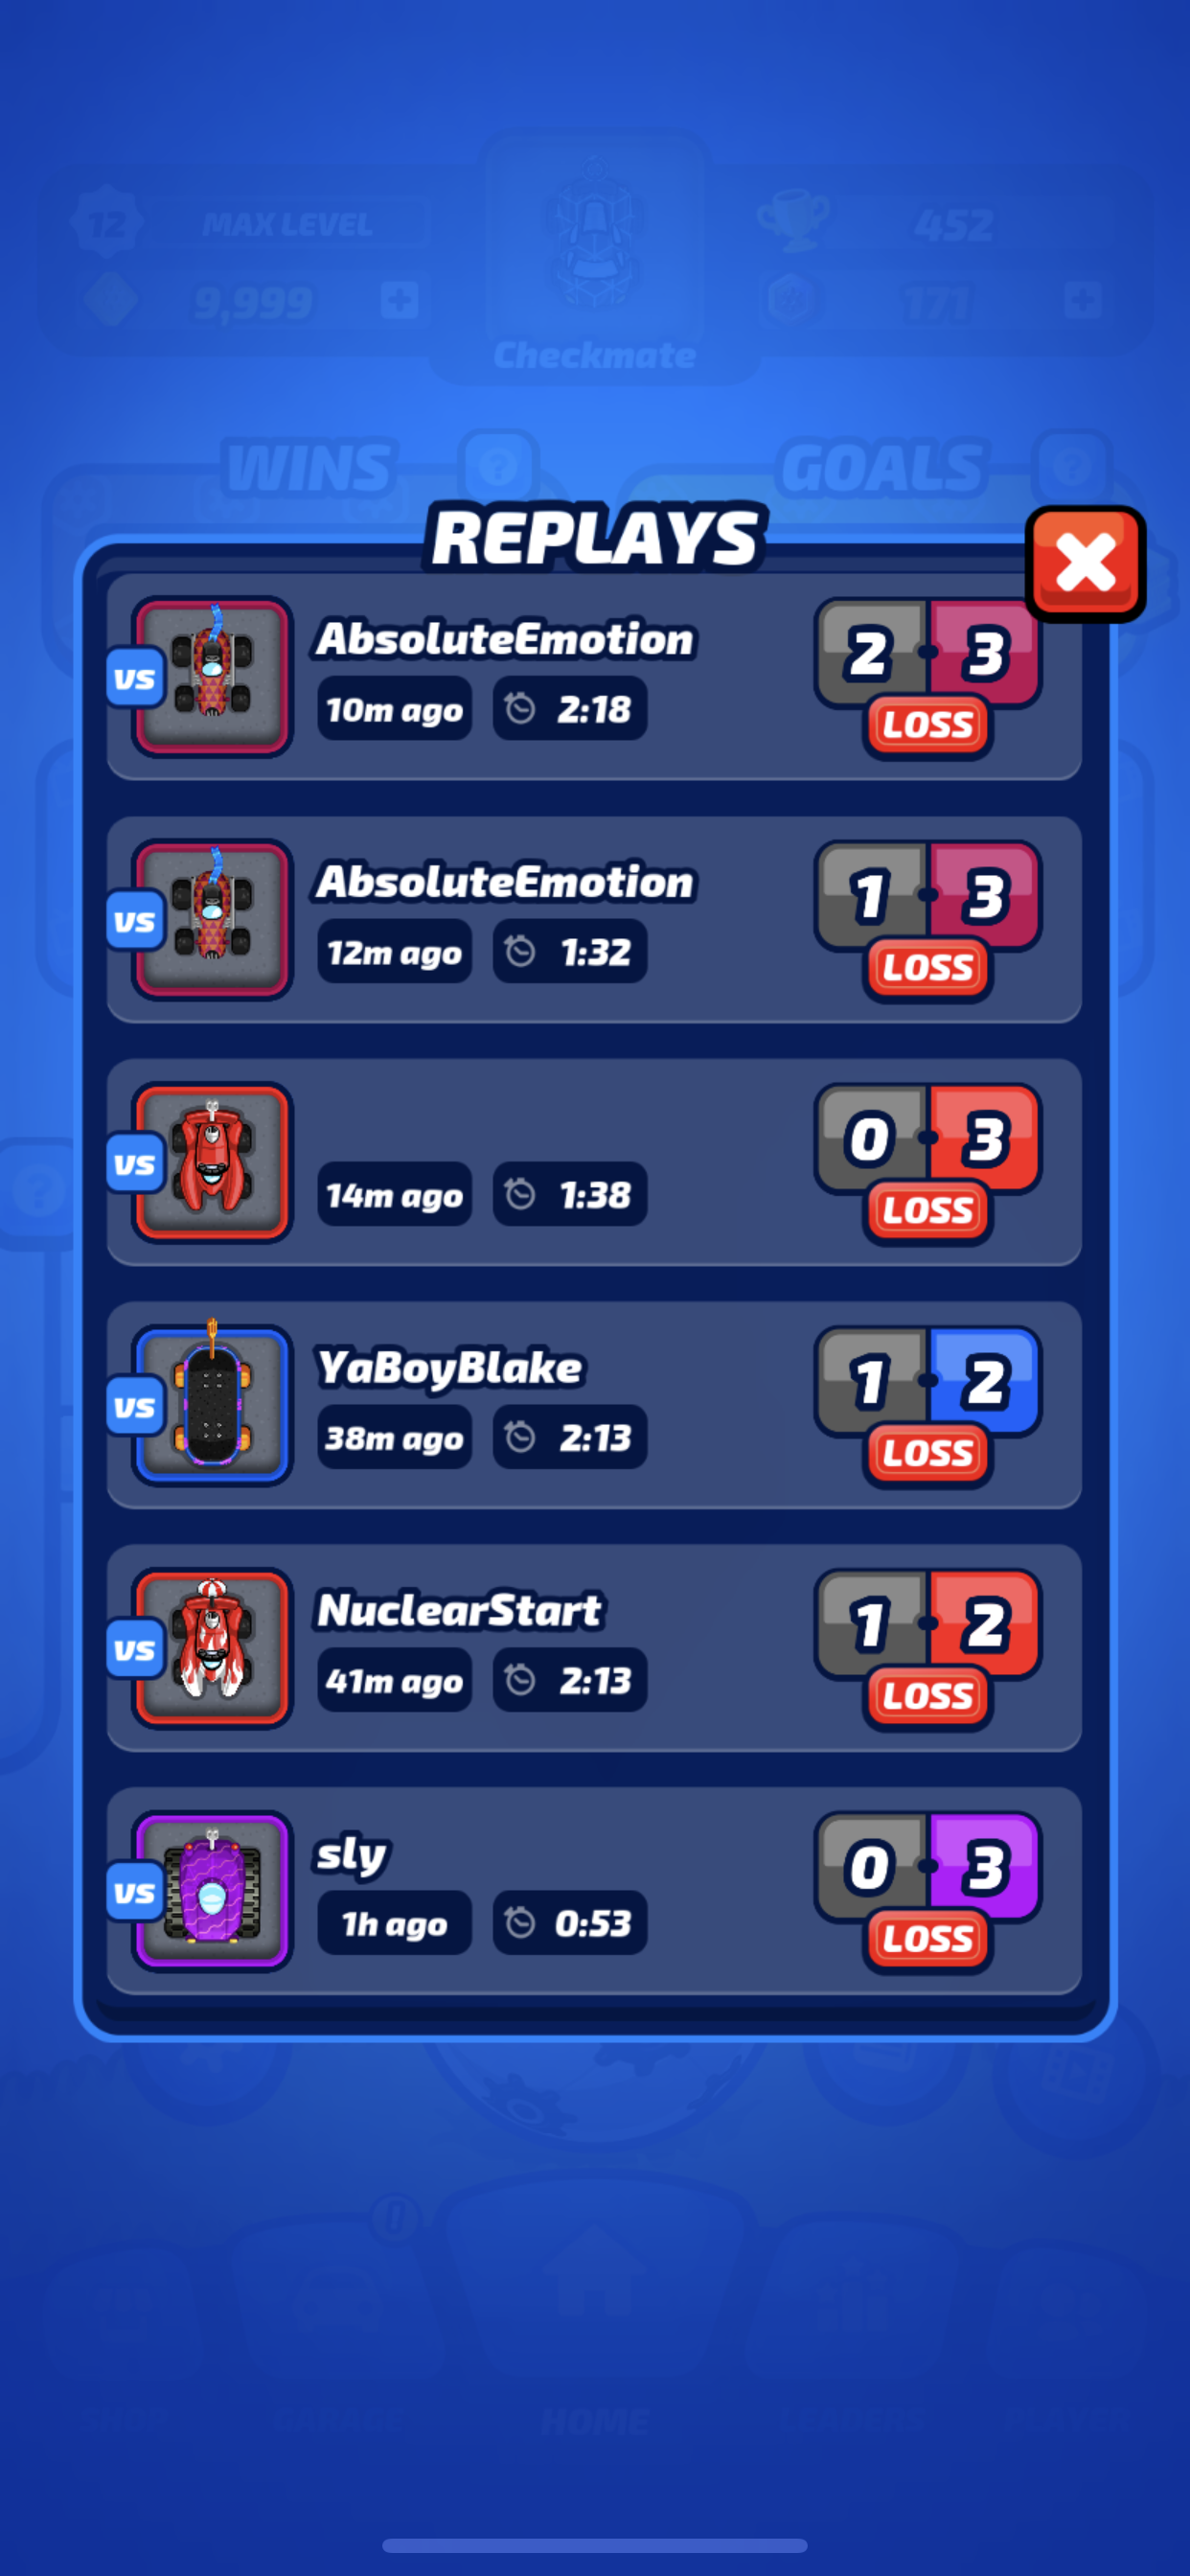 12
MAX LEVEL
452
9,999
171
Checkmate
WINS
?
GOALS
?
REPLAYS
vs
AbsoluteEmotion
10m ago
2:18
2 - 3
LOSS
vs
AbsoluteEmotion
12m ago
1:32
1 - 3
LOSS
vs
14m ago
1:38
0 - 3
LOSS
?
vs
YaBoyBlake
38m ago
2:13
1 - 2
LOSS
vs
NuclearStart
41m ago
2:13
1 - 2
LOSS
vs
sly
1h ago
0:53
0 - 3
LOSS
HOME